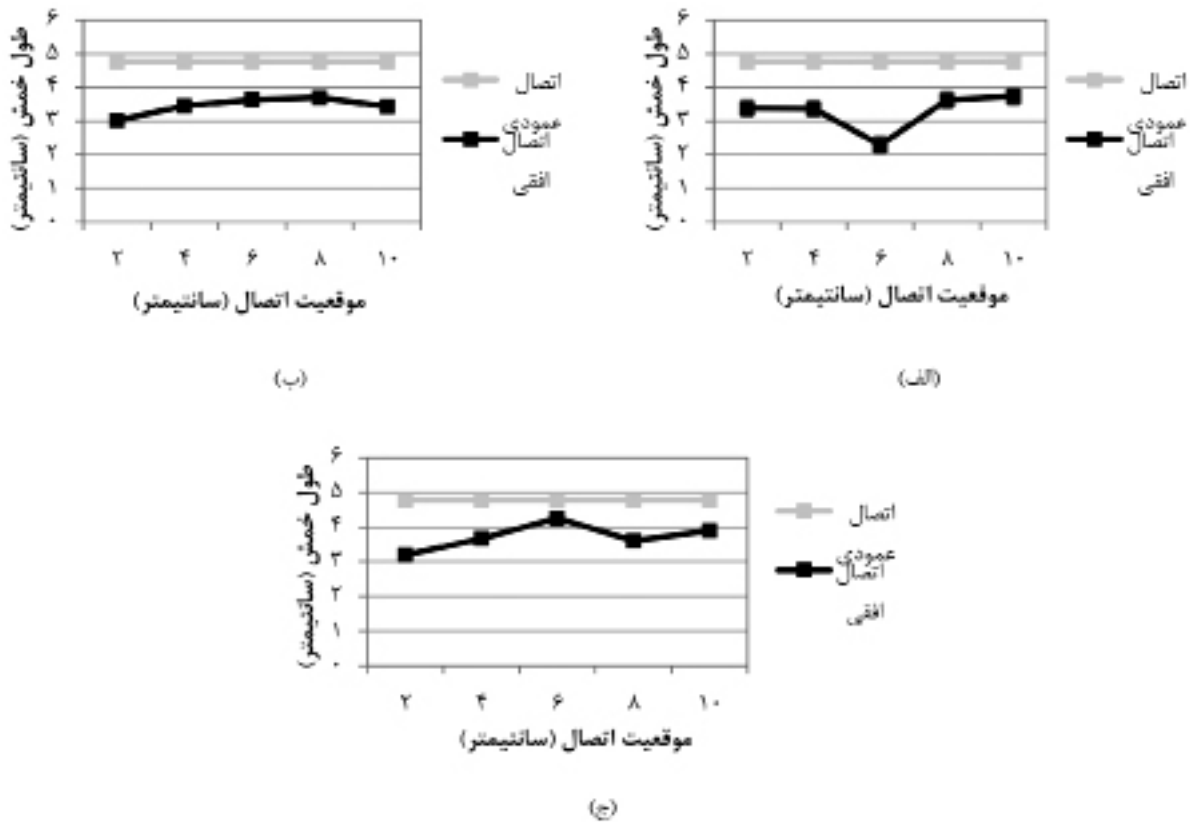 طول خمش (سانتیمتر)
۶
۵
۴
۳
۲
۱
۰
۲ ۴ ۶ ۸ ۱۰
موقعیت اتصال (سانتیمتر)
اتصال
عمودی
اتصال
افقی
(الف)
طول خمش (سانتیمتر)
۶
۵
۴
۳
۲
۱
۰
۲ ۴ ۶ ۸ ۱۰
موقعیت اتصال (سانتیمتر)
اتصال
عمودی
اتصال
افقی
(ب)
طول خمش (سانتیمتر)
۶
۵
۴
۳
۲
۱
۰
۲ ۴ ۶ ۸ ۱۰
موقعیت اتصال (سانتیمتر)
اتصال
عمودی
اتصال
افقی
(ج)